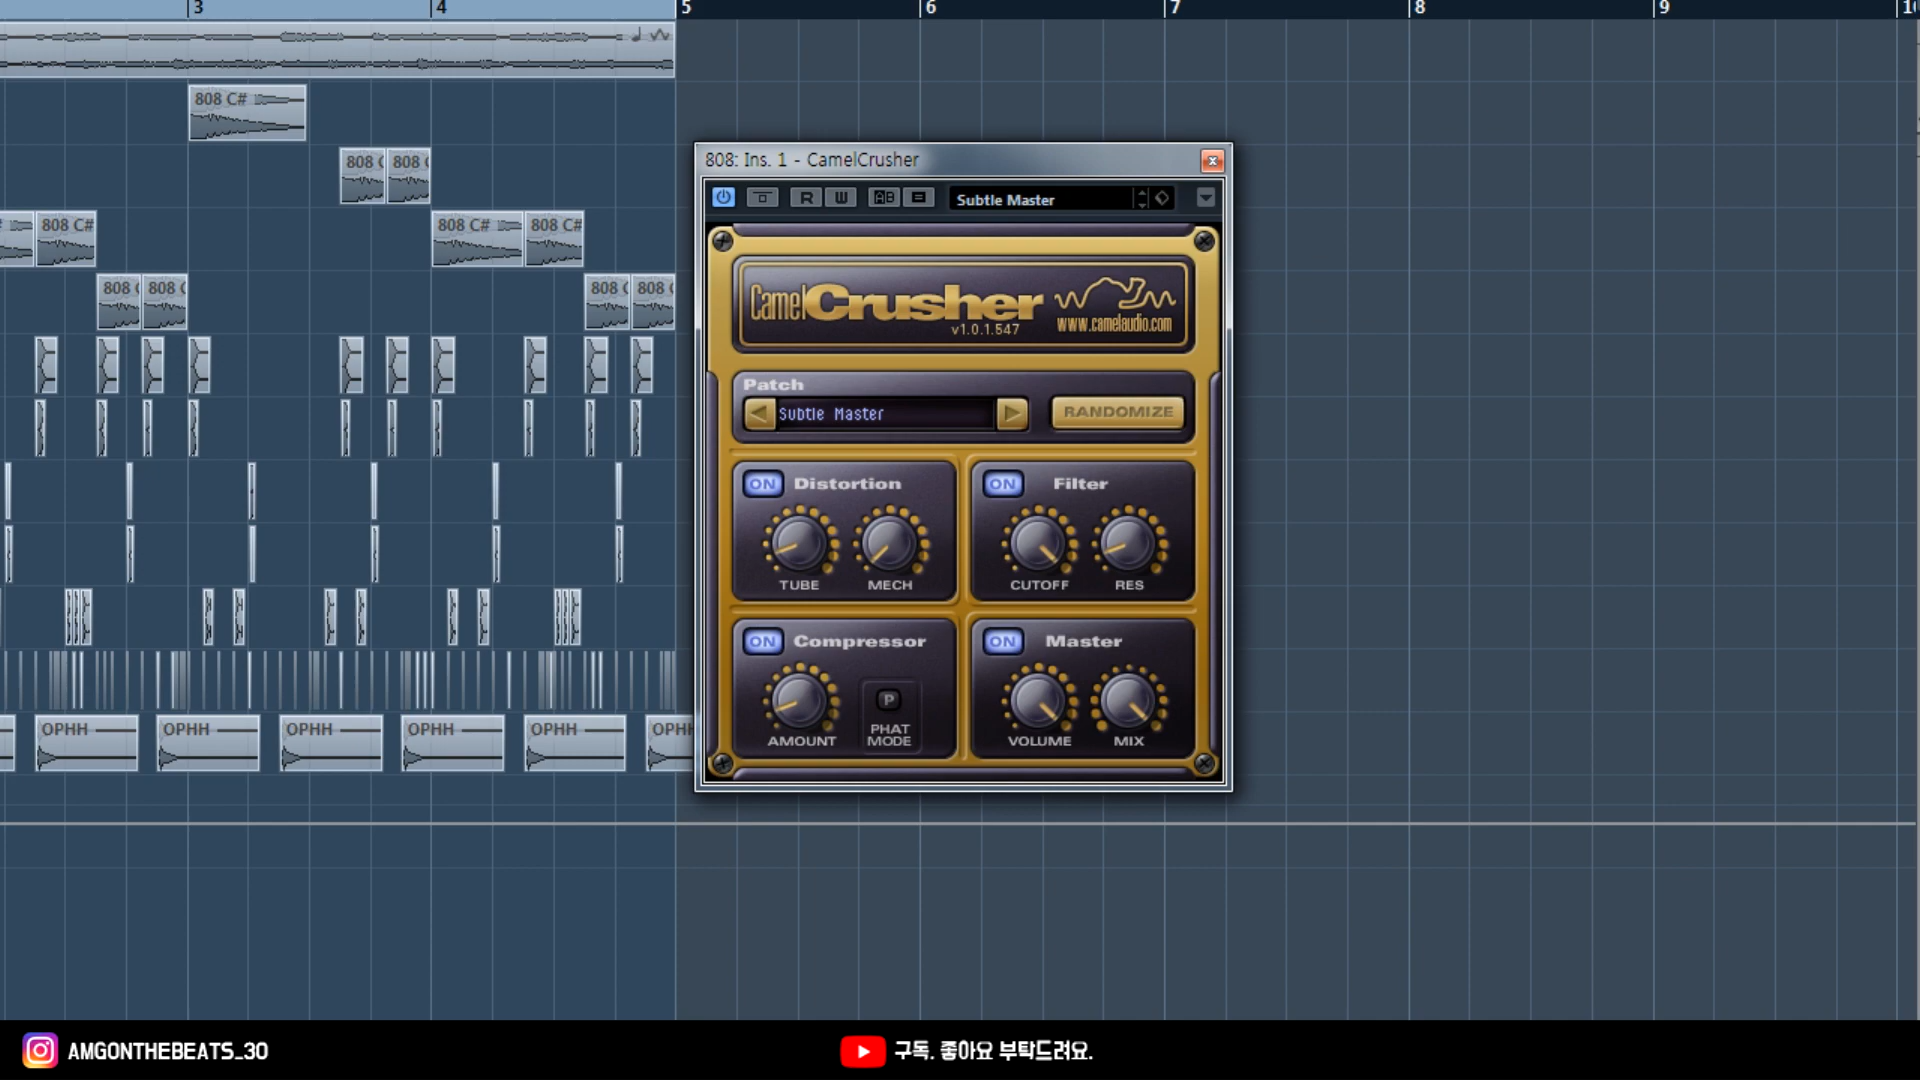 3 4 5 6 7 8 9
808 C#
808: Ins. 1 - CamelCrusher
808 808
R W AB Subtle Master
CamelCrusher
808 C# 808 C# 808 C#
v1.0.1.547 www.camelaudio.com
808 808 808 808
Patch
Subtle Master RANDOMIZE
ON Distortion ON Filter
TUBE MECH CUTOFF RES
ON Compressor ON Master
P
OPHH OPHH OPHH OPHH OPHH OPHH
AMOUNT PHAT MODE VOLUME MIX
AMGONTHEBEATS_30
구독. 좋아요 부탁드려요.